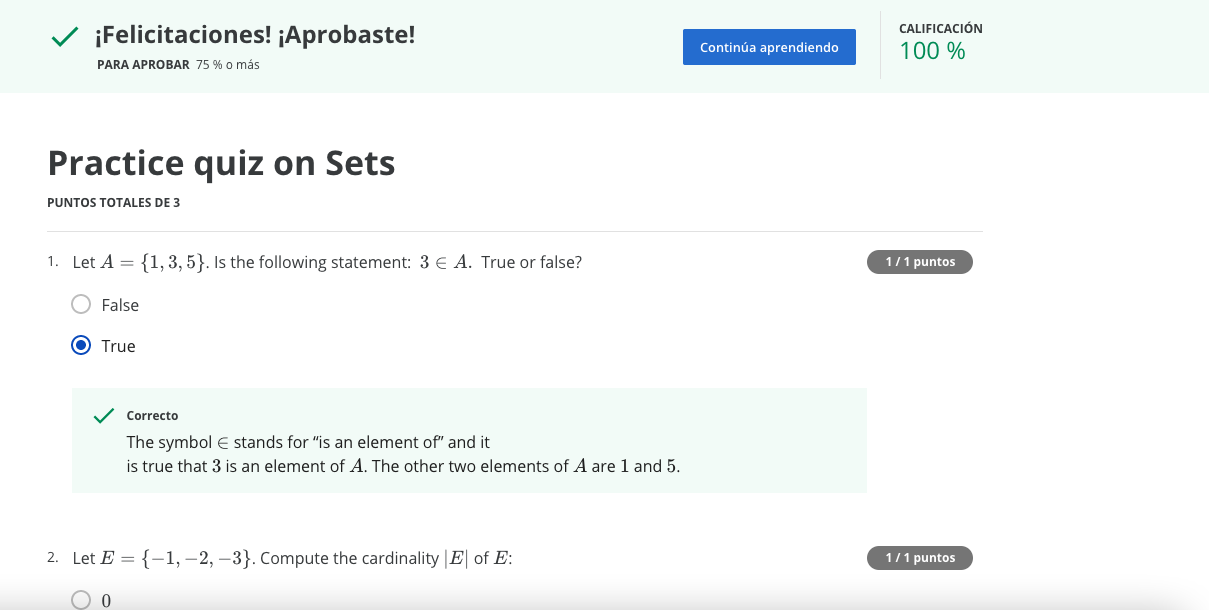 ¡Felicitaciones! ¡Aprobaste!
PARA APROBAR 75 % o más
Continúa aprendiendo
CALIFICACIÓN
100 %
Practice quiz on Sets
PUNTOS TOTALES DE 3
1. Let A = {1, 3, 5}. Is the following statement: 3 ∈ A. True or false?
1 / 1 puntos
False
True
Correcto
The symbol ∈ stands for “is an element of” and it
is true that 3 is an element of A. The other two elements of A are 1 and 5.
2. Let E = {−1, −2, −3}. Compute the cardinality |E| of E:
1 / 1 puntos
0